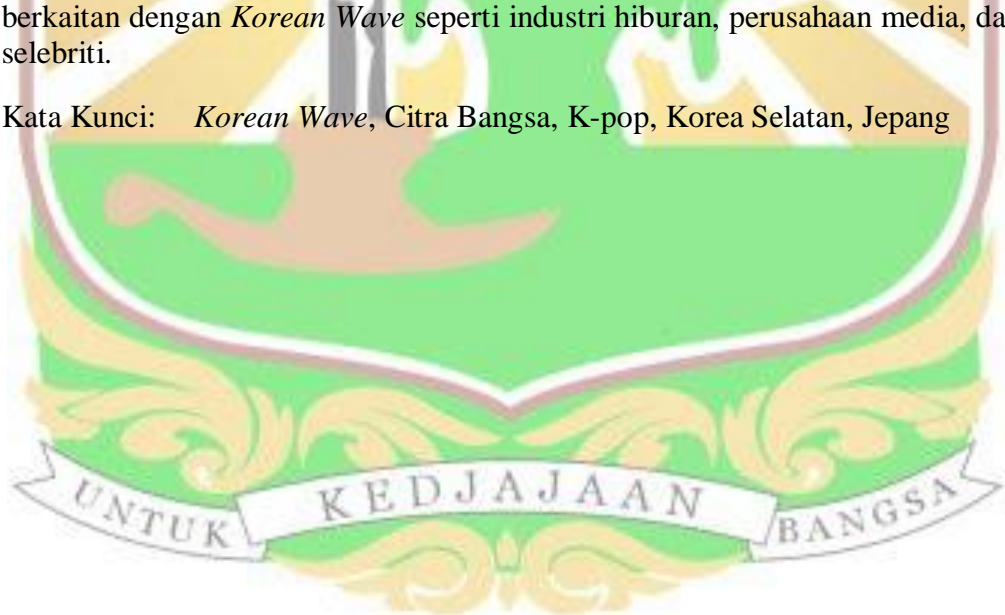 berkaitan dengan Korean Wave seperti industri hiburan, perusahaan media, da
selebriti.
Kata Kunci: Korean Wave, Citra Bangsa, K-pop, Korea Selatan, Jepang
UNTUK KEDJAJAAN BANGSA